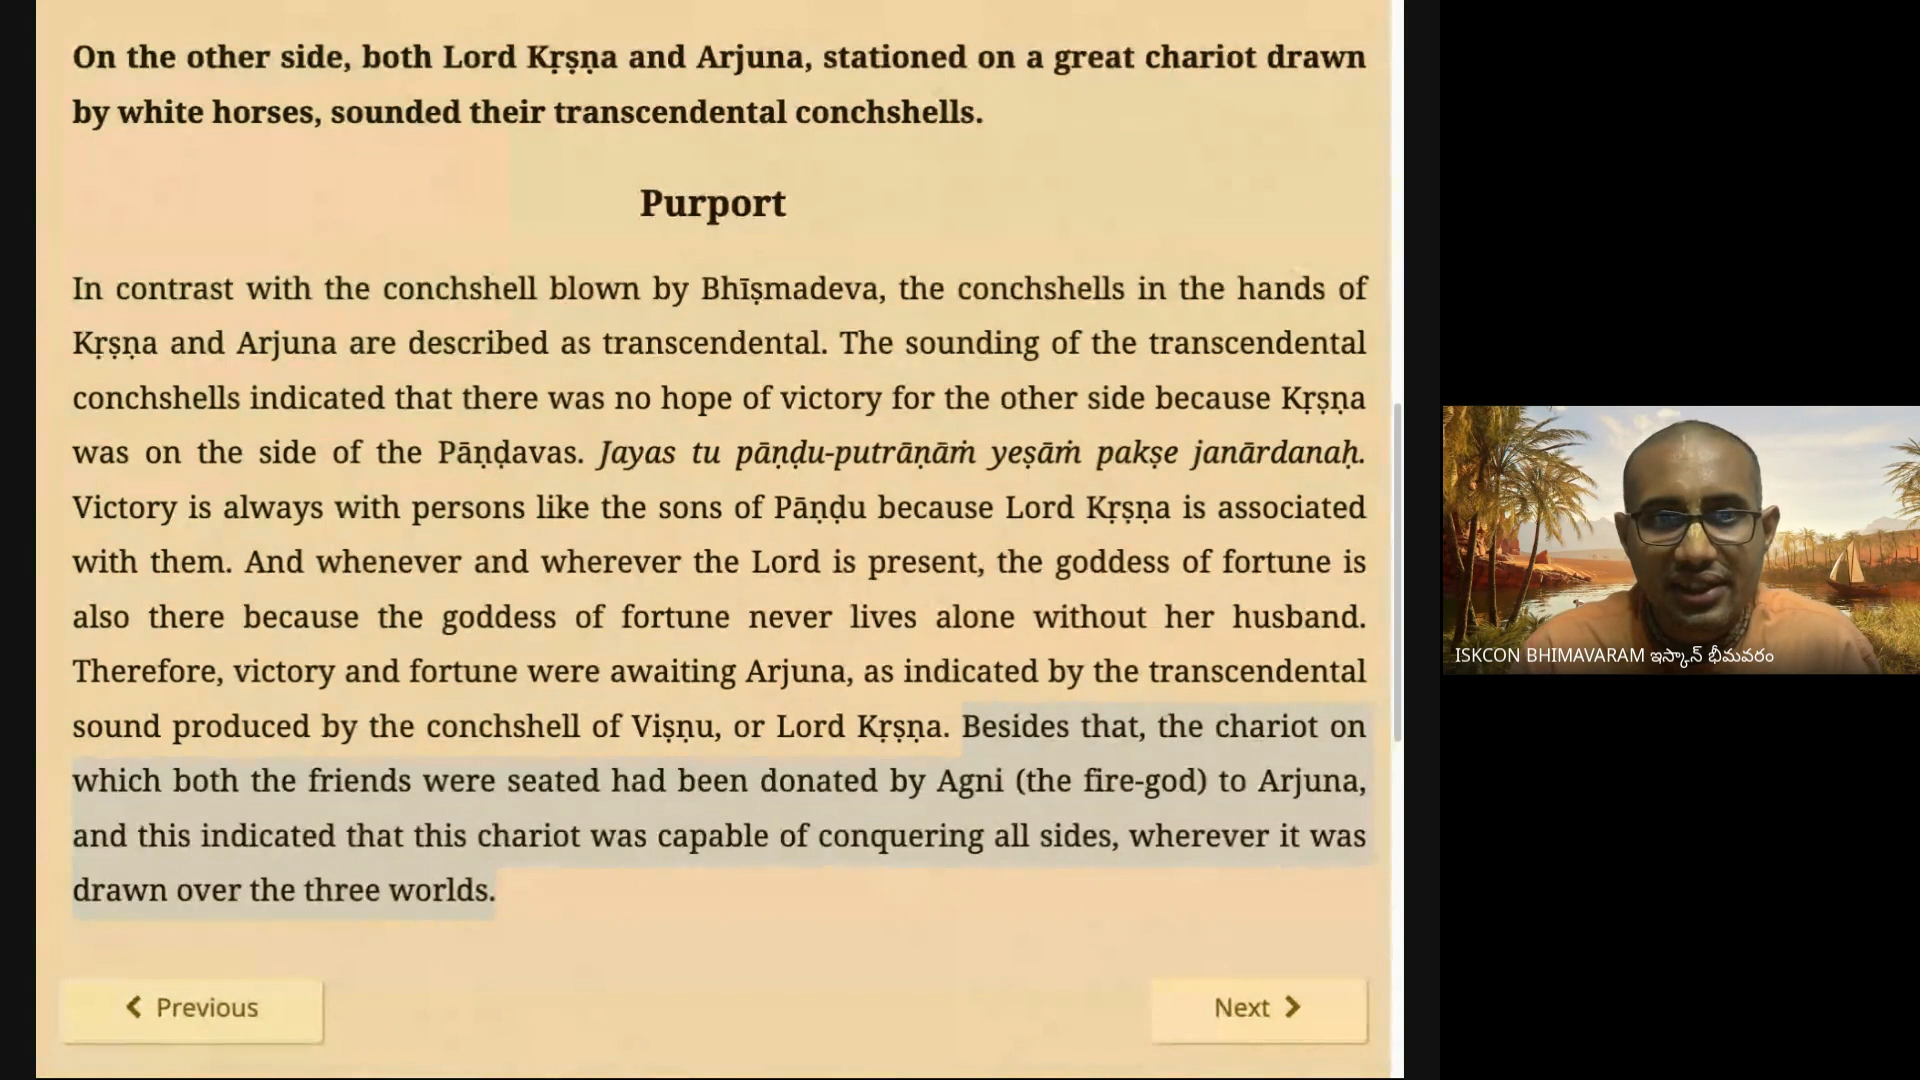 On the other side, both Lord Kṛṣṇa and Arjuna, stationed on a great chariot drawn
by white horses, sounded their transcendental conchshells.
Purport
In contrast with the conchshell blown by Bhīṣmadeva, the conchshells in the hands of
Kṛṣṇa and Arjuna are described as transcendental. The sounding of the transcendental
conchshells indicated that there was no hope of victory for the other side because Kṛṣṇa
was on the side of the Pāṇḍavas. Jayas tu pāṇḍu-putrāṇāṁ yeṣāṁ pakṣe janārdanaḥ.
Victory is always with persons like the sons of Pāṇḍu because Lord Kṛṣṇa is associated
with them. And whenever and wherever the Lord is present, the goddess of fortune is
also there because the goddess of fortune never lives alone without her husband.
Therefore, victory and fortune were awaiting Arjuna, as indicated by the transcendental
sound produced by the conchshell of Viṣṇu, or Lord Kṛṣṇa. Besides that, the chariot on
which both the friends were seated had been donated by Agni (the fire-god) to Arjuna,
and this indicated that this chariot was capable of conquering all sides, wherever it was
drawn over the three worlds.
Previous
Next
ISKCON BHIMAVARAM ఇస్కాన్ భీమవరం